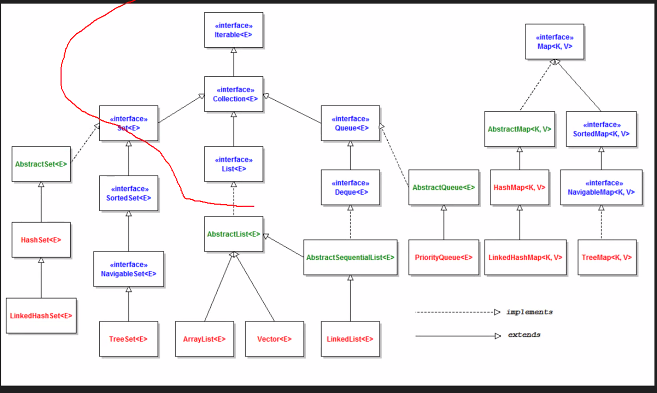 «interface»
Iterable<E>
«interface»
Map<K, V>
«interface»
Collection<E>
«interface»
Set<E>
«interface»
Queue<E>
AbstractMap<K, V>
«interface»
SortedMap<K, V>
AbstractSet<E>
«interface»
List<E>
«interface»
SortedSet<E>
«interface»
Deque<E>
AbstractQueue<E>
HashMap<K, V>
«interface»
NavigableMap<K, V>
HashSet<E>
AbstractList<E>
«interface»
NavigableSet<E>
AbstractSequentialList<E>
PriorityQueue<E>
LinkedHashMap<K, V>
TreeMap<K, V>
LinkedHashSet<E>
TreeSet<E>
ArrayList<E>
Vector<E>
LinkedList<E>
implements
extends